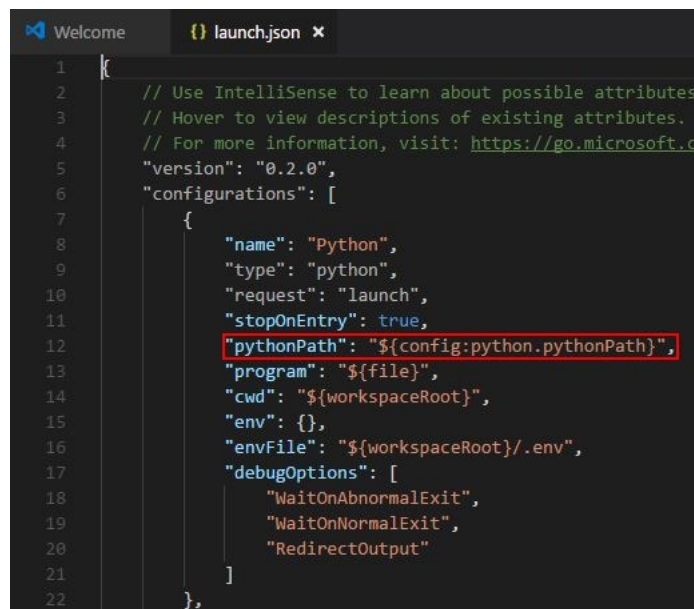 Welcome
{} launch.json ×
1 {
2 // Use IntelliSense to learn about possible attributes
3 // Hover to view descriptions of existing attributes.
4 // For more information, visit: https://go.microsoft.c
5 "version": "0.2.0",
6 "configurations": [
7 {
8 "name": "Python",
9 "type": "python",
10 "request": "launch",
11 "stopOnEntry": true,
12 "pythonPath": "${config:python.pythonPath}",
13 "program": "${file}",
14 "cwd": "${workspaceRoot}",
15 "env": {},
16 "envFile": "${workspaceRoot}/.env",
17 "debugOptions": [
18 "WaitOnAbnormalExit",
19 "WaitOnNormalExit",
20 "RedirectOutput"
21 ]
22 },